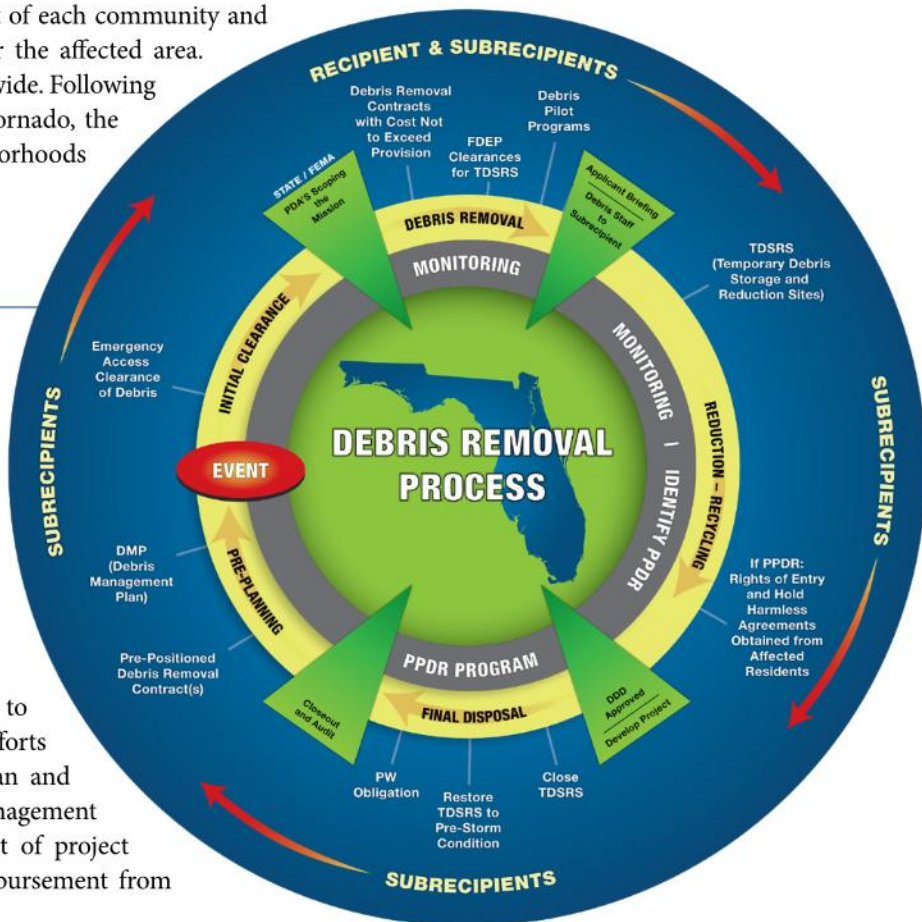 t of each community and
r the affected area.
wide. Following
ornado, the
orhoods
RECIPIENT & SUBRECIPIENTS
Debris Removal
Contracts
with Cost Not
to Exceed
Provision
FDEP
Clearances
for TDSRS
Debris
Pilot
Programs
STATE / FEMA
PDA'S Scoping
the
Mission
DEBRIS REMOVAL
MONITORING
Applicant Briefing
Debris Staff
to
Subrecipient
TDSRS
(Temporary Debris
Storage and
Reduction Sites)
SUBRECIPIENTS
MONITORING | IDENTIFY PPDR
REDUCTION – RECYCLING
If PPDR:
Rights of Entry
and Hold
Harmless
Agreements
Obtained from
Affected
Residents
DDD
Approved
Develop Project
PPDR PROGRAM
FINAL DISPOSAL
Close
TDSRS
Restore
TDSRS to
Pre-Storm
Condition
PW
Obligation
SUBRECIPIENTS
Closeout
and Audit
PRE-PLANNING
Pre-Positioned
Debris Removal
Contract(s)
DMP
(Debris
Management
Plan)
EVENT
SUBRECIPIENTS
INITIAL CLEARANCE
Emergency
Access
Clearance
of Debris
DEBRIS REMOVAL
PROCESS
to
forts
an and
nagement
t of project
bursement from